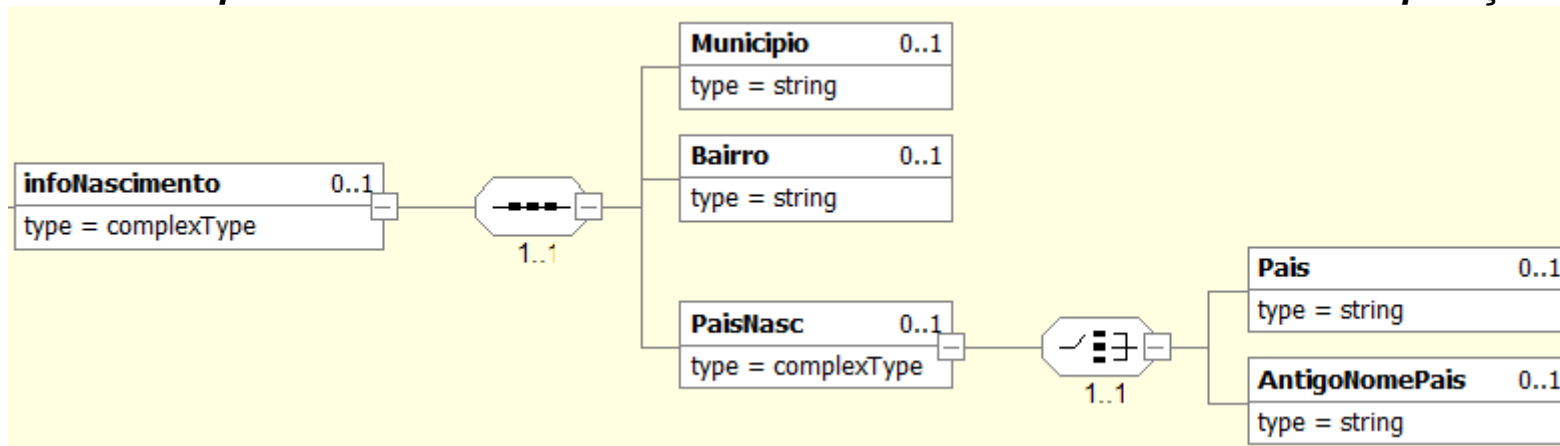 infoNascimento 0..1
type = complexType
1..1
Municipio 0..1
type = string
Bairro 0..1
type = string
PaisNasc 0..1
type = complexType
1..1
Pais 0..1
type = string
AntigoNomePais 0..1
type = string